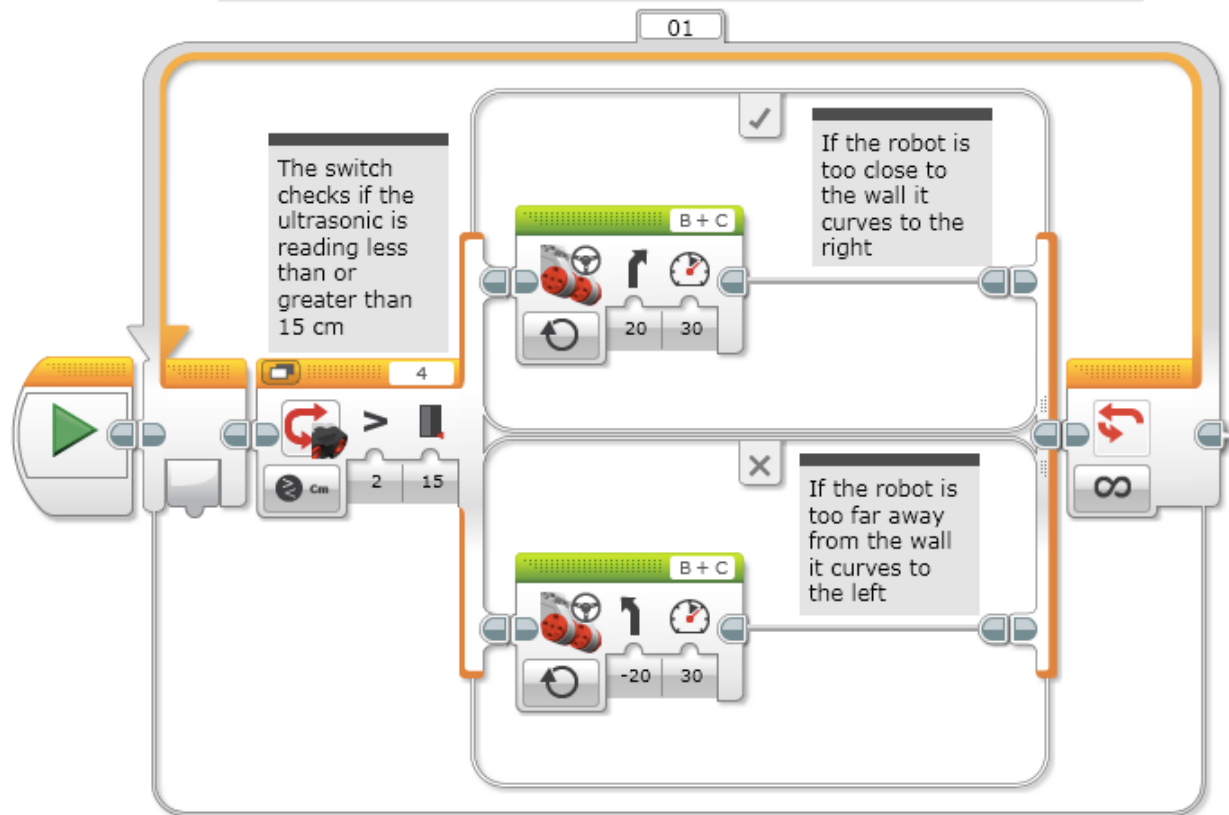 01
The switch
checks if the
ultrasonic is
reading less
than or
greater than
15 cm
If the robot is
too close to
the wall it
curves to the
right
B + C
20 30
4
>
Cm 2 15
∞
If the robot is
too far away
from the wall
it curves to
the left
B + C
-20 30